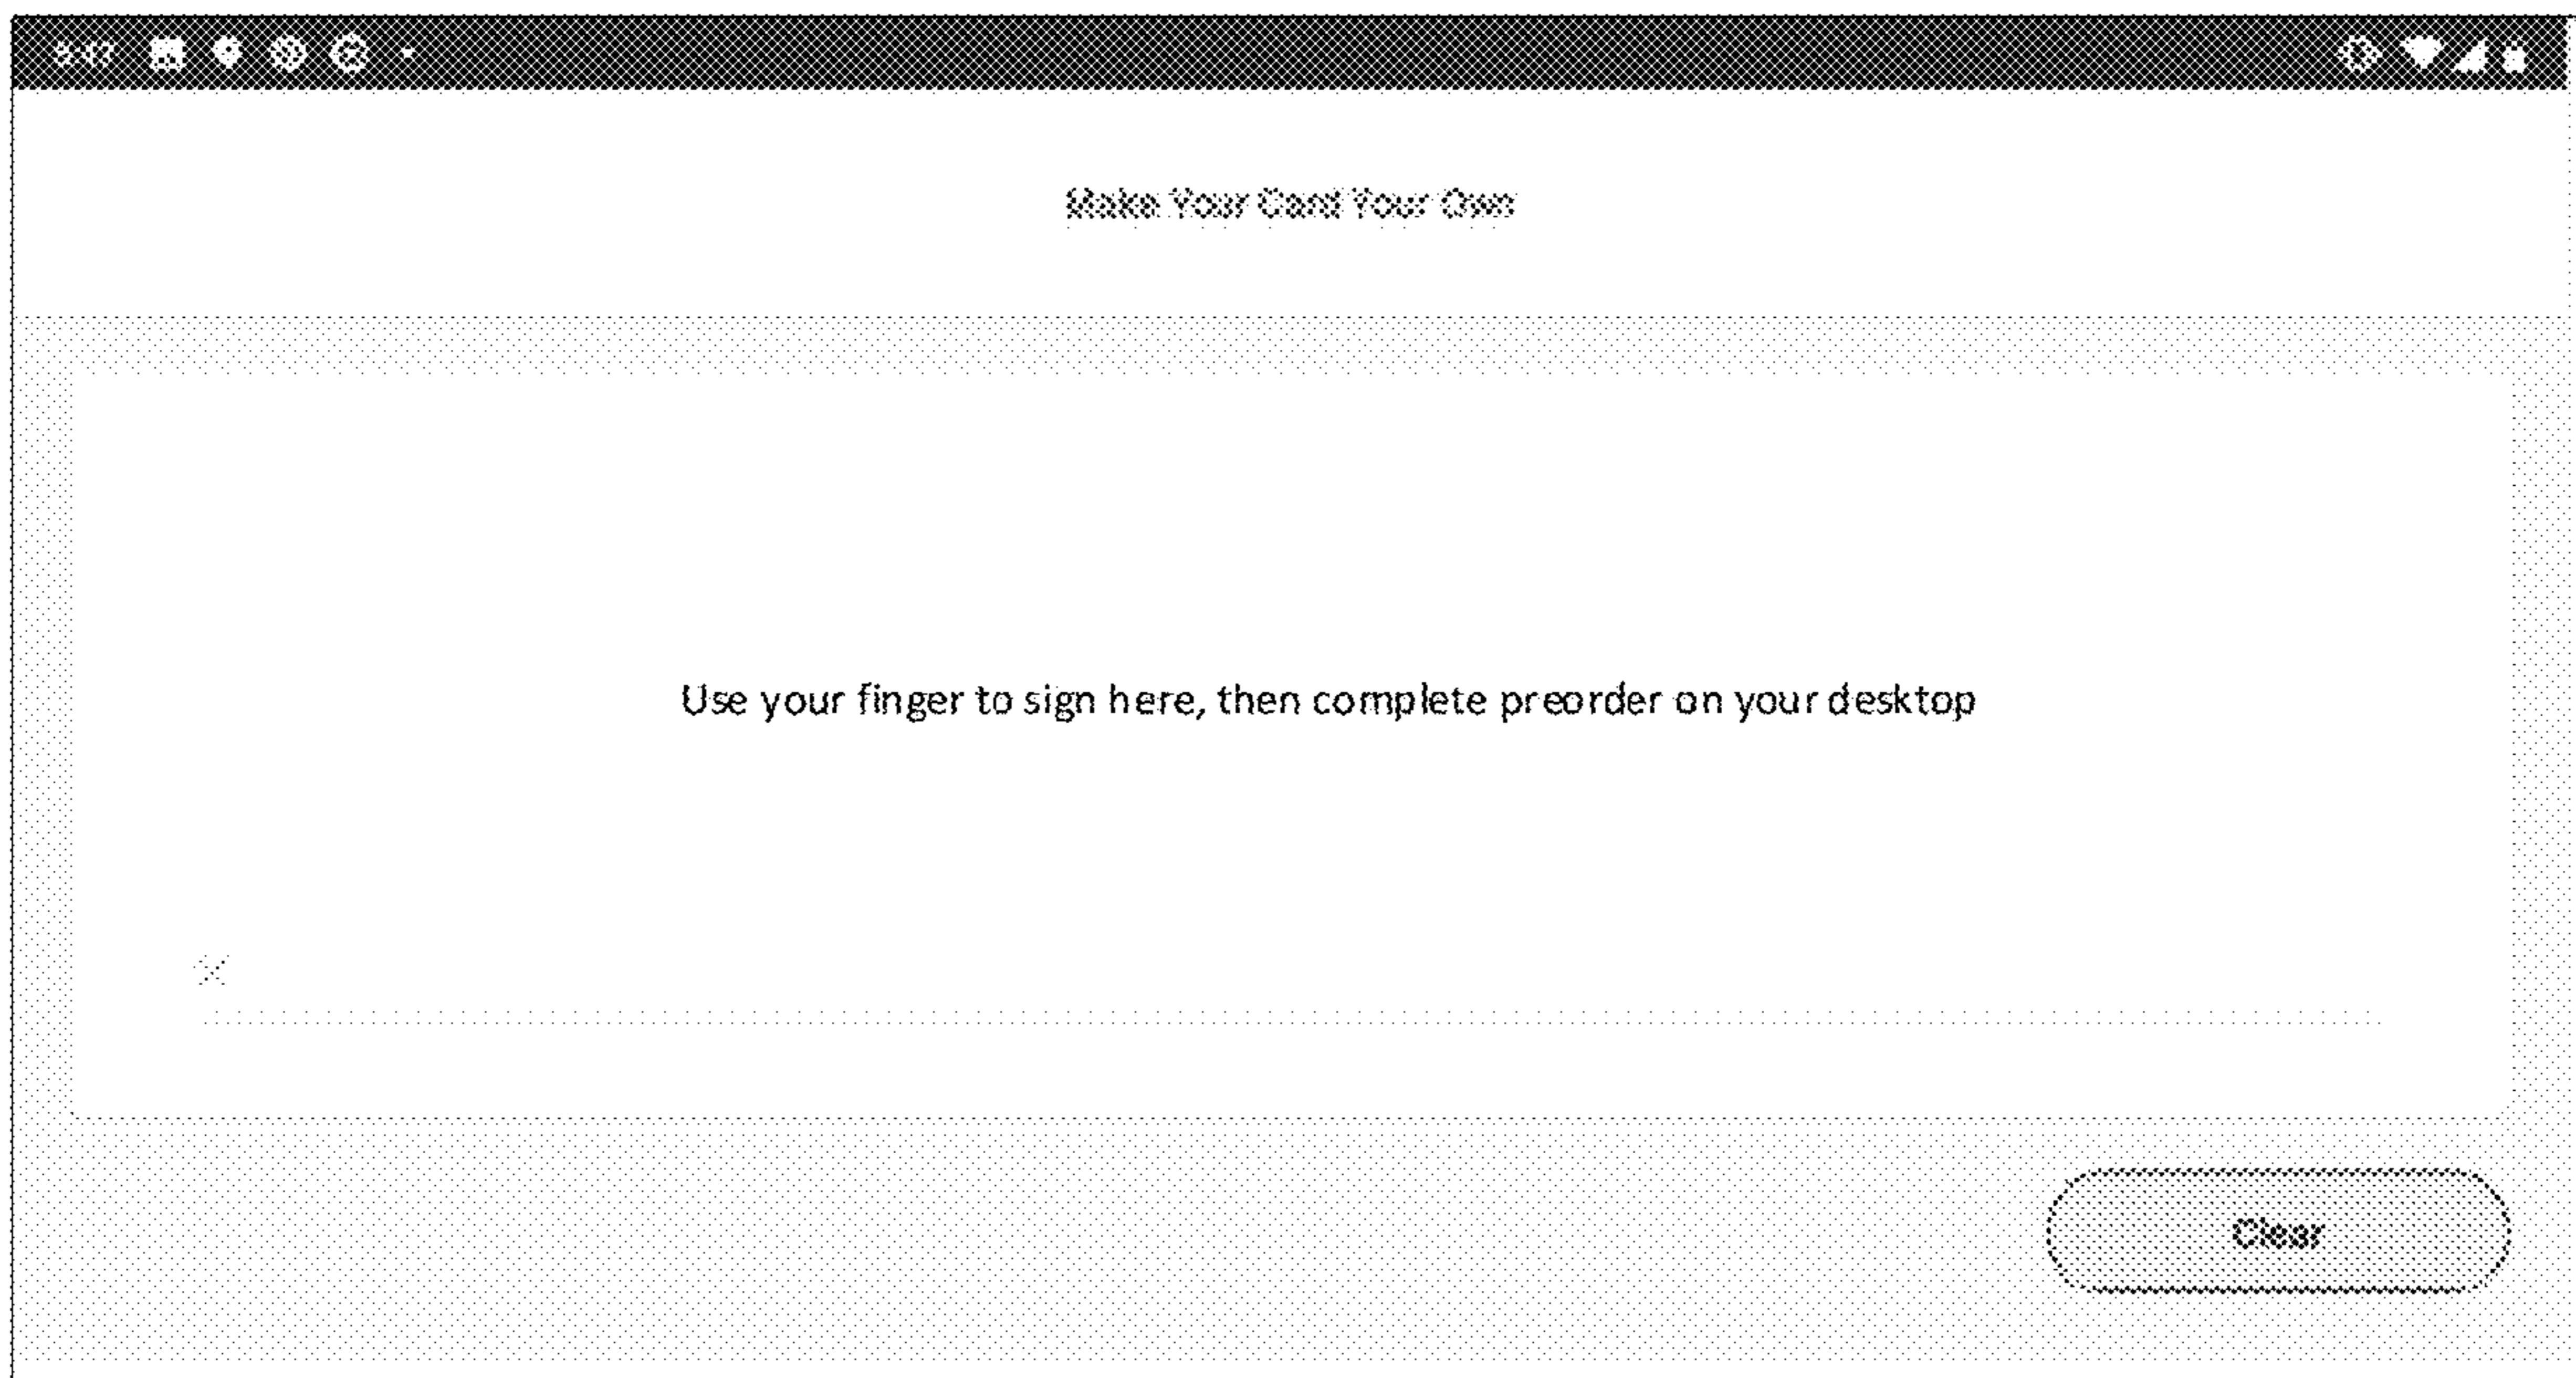 Make Your Card Your Own
Use your finger to sign here, then complete preorder on your desktop
X
Clear